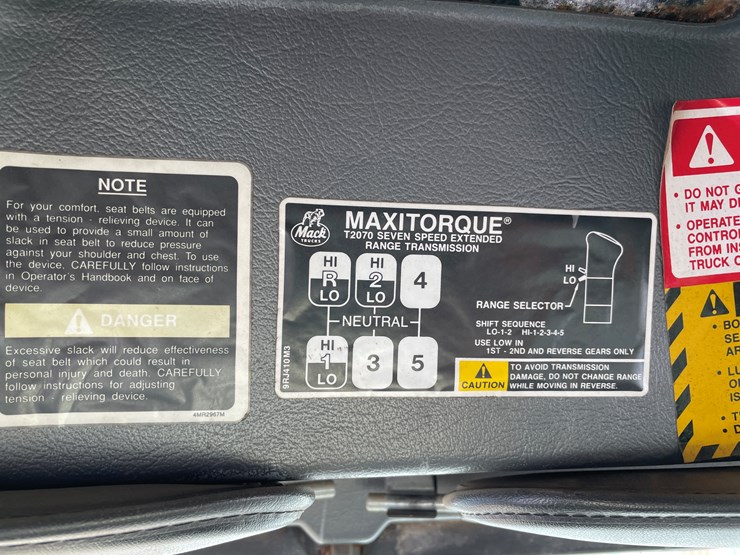 NOTE
For your comfort, seat belts are equipped
with a tension - relieving device. It can
be used to provide a small amount of
slack in seat belt to reduce pressure
against your shoulder and chest. To use
the device, CAREFULLY follow instructions
in Operator's Handbook and on face of
device.
DANGER
Excessive slack will reduce effectiveness
of seat belt which could result in
personal injury and death. CAREFULLY
follow instructions for adjusting
tension - relieving device.
4MR2967M
Mack
TRUCKS
MAXITORQUE®
T2070 SEVEN SPEED EXTENDED
RANGE TRANSMISSION
HI HI
R 2 4
LO LO
NEUTRAL
HI
1 3 5
LO
9RJ410M3
HI
LO
RANGE SELECTOR
SHIFT SEQUENCE
LO-1-2 HI-1-2-3-4-5
USE LOW IN
1ST - 2ND AND REVERSE GEARS ONLY
CAUTION
TO AVOID TRANSMISSION
DAMAGE, DO NOT CHANGE RANGE
WHILE MOVING IN REVERSE.
• DO NOT
IT MAY
• OPERATE
FROM
TRUCK